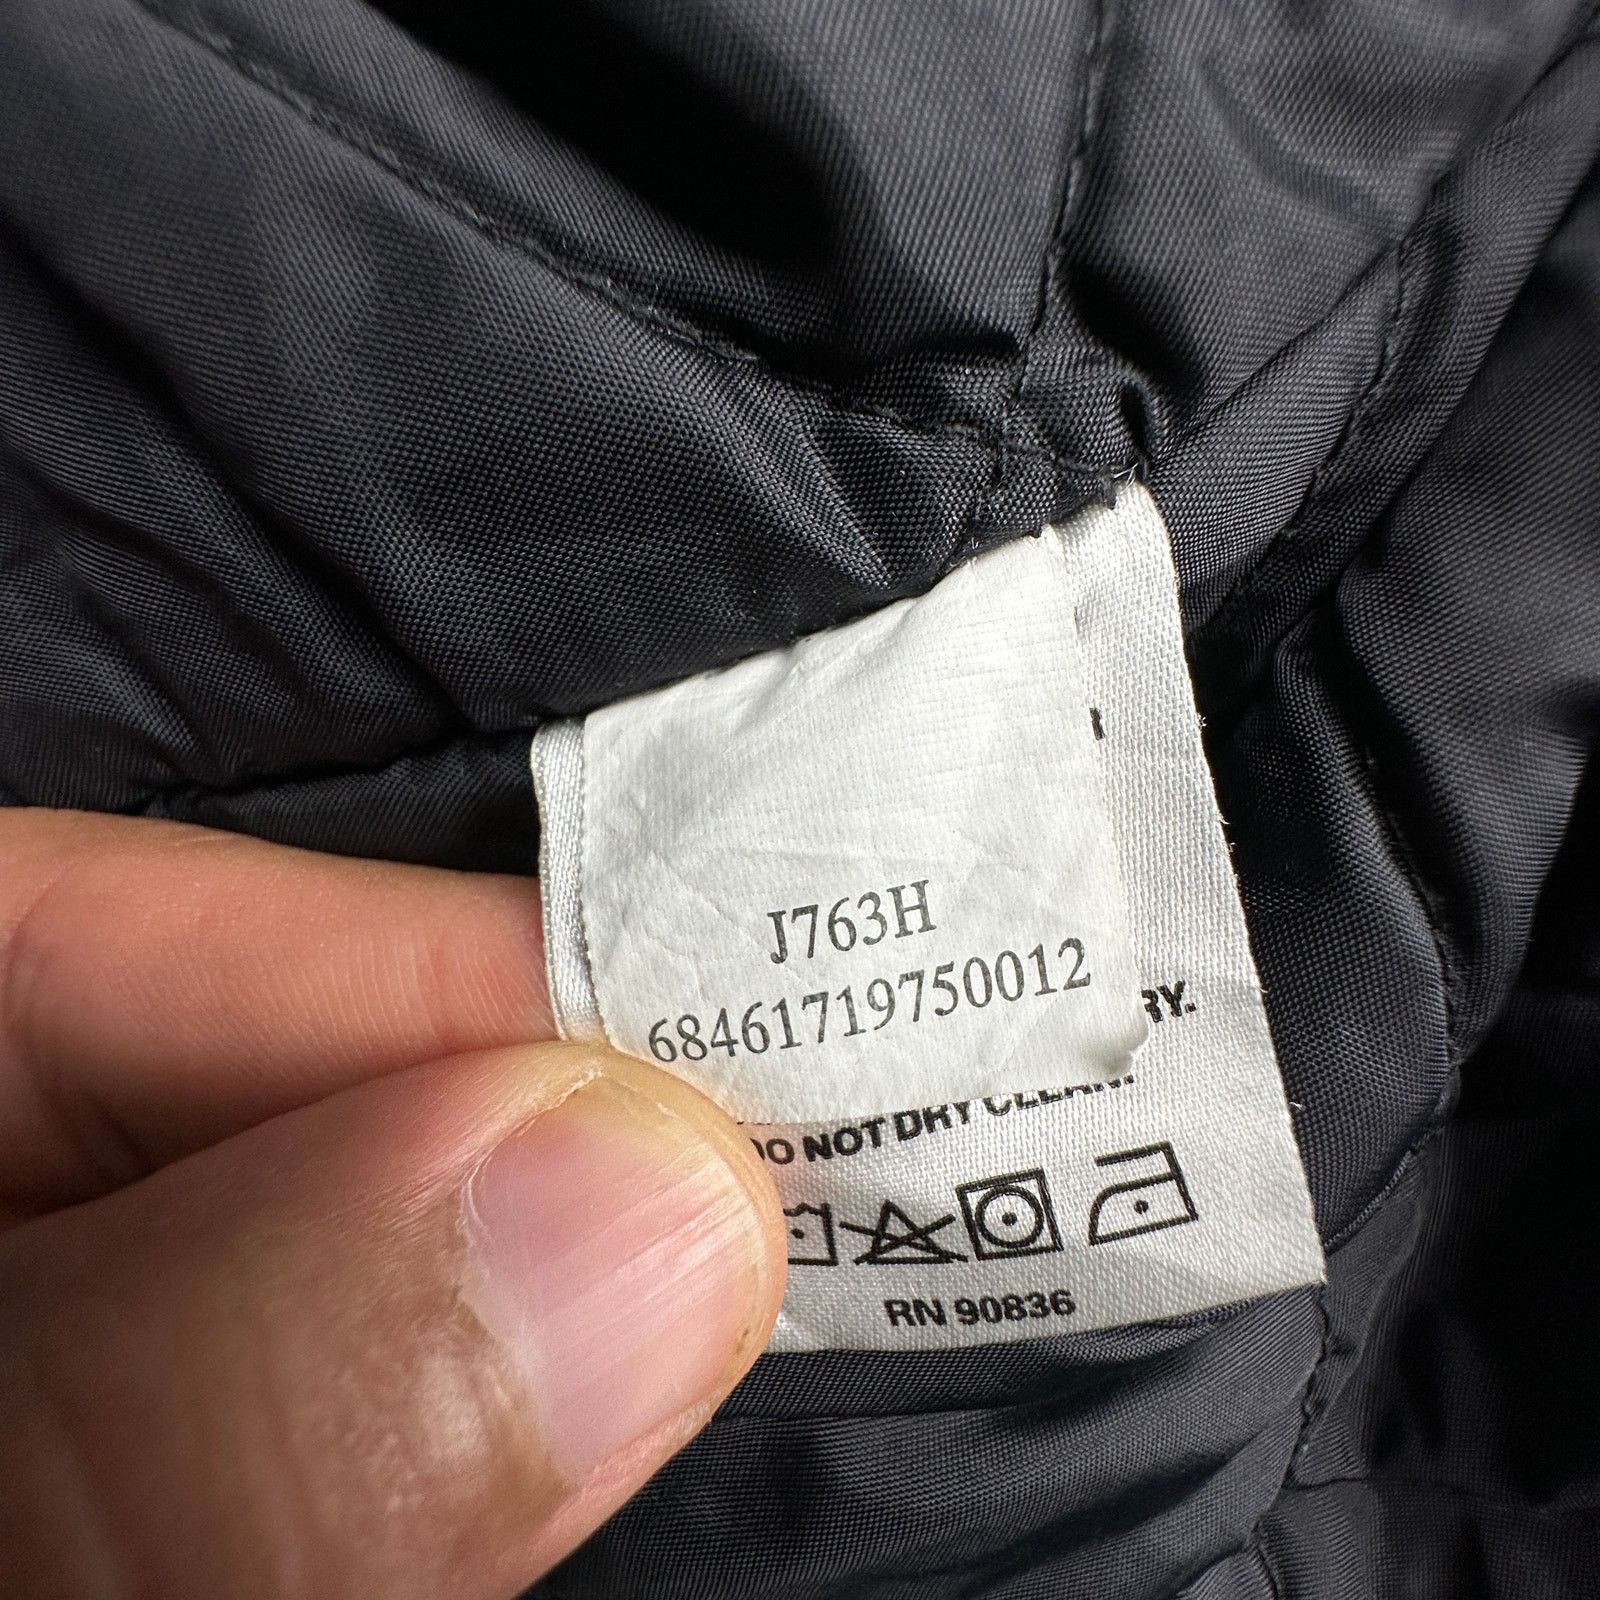 J763H
68461719750012
RY.
DO NOT DRY CLEAN.
RN 90836